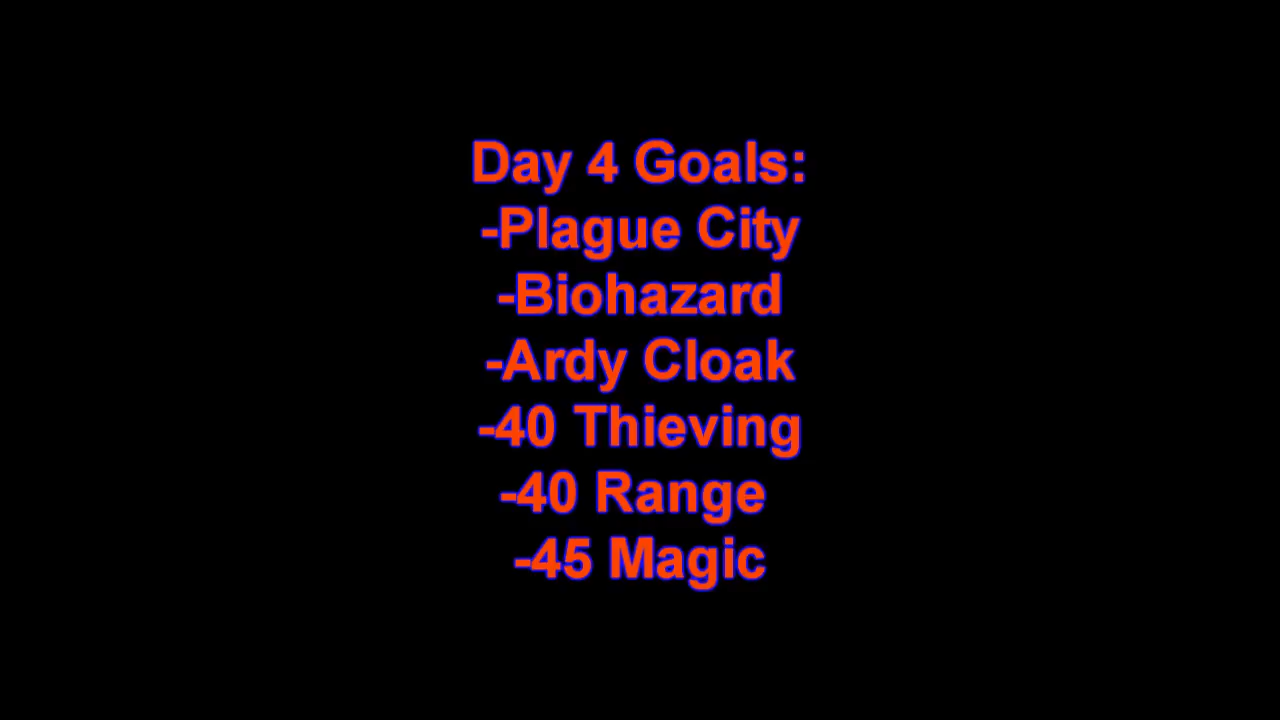 Day 4 Goals:
-Plague City
-Biohazard
-Ardy Cloak
-40 Thieving
-40 Range
-45 Magic